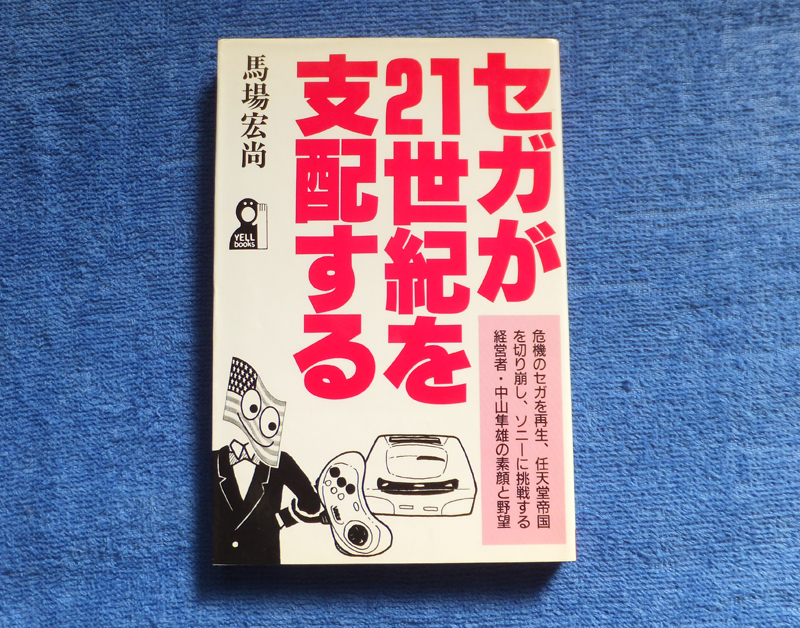 セガが
21世紀を
支配する
馬場宏尚
YELL
books
危機のセガを再生、任天堂帝国
を切り崩し、ソニーに挑戦する
経営者・中山隼雄の素顔と野望